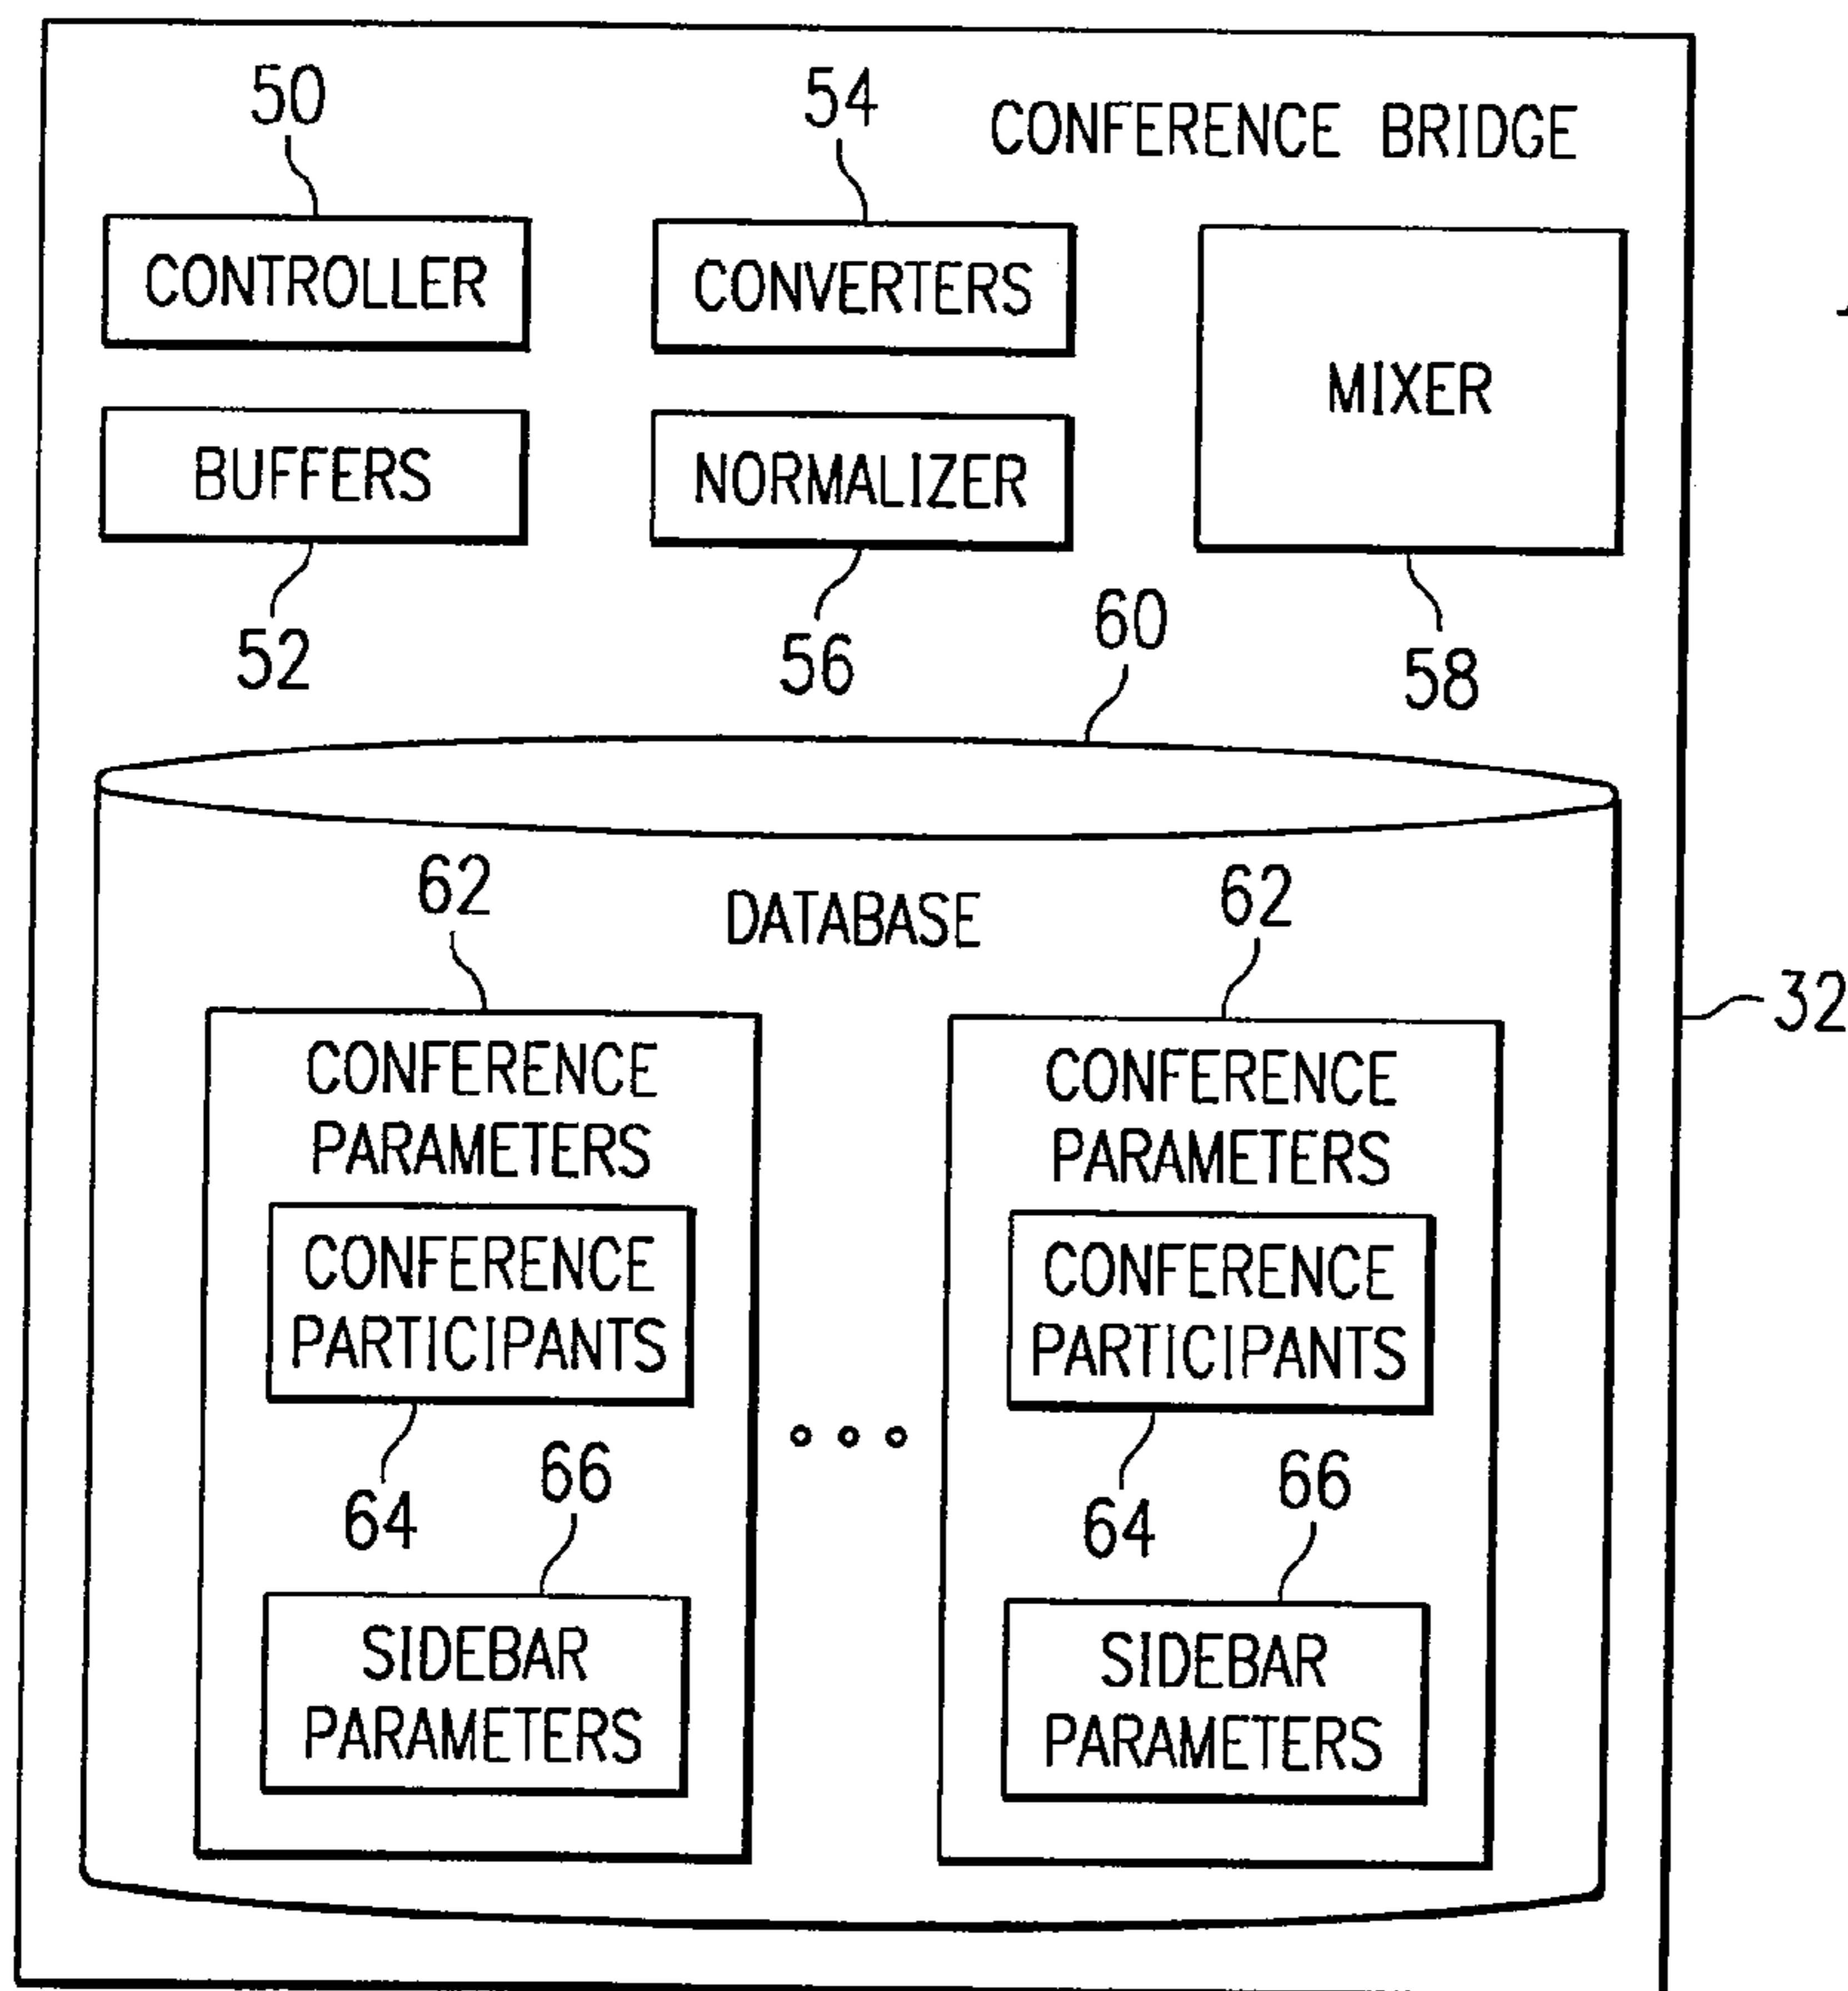 50
54
CONFERENCE BRIDGE
CONTROLLER
CONVERTERS
MIXER
BUFFERS
NORMALIZER
52
56
60
58
62
DATABASE
62
32
CONFERENCE
PARAMETERS
CONFERENCE
PARTICIPANTS
64
66
SIDEBAR
PARAMETERS
CONFERENCE
PARAMETERS
CONFERENCE
PARTICIPANTS
64
66
SIDEBAR
PARAMETERS